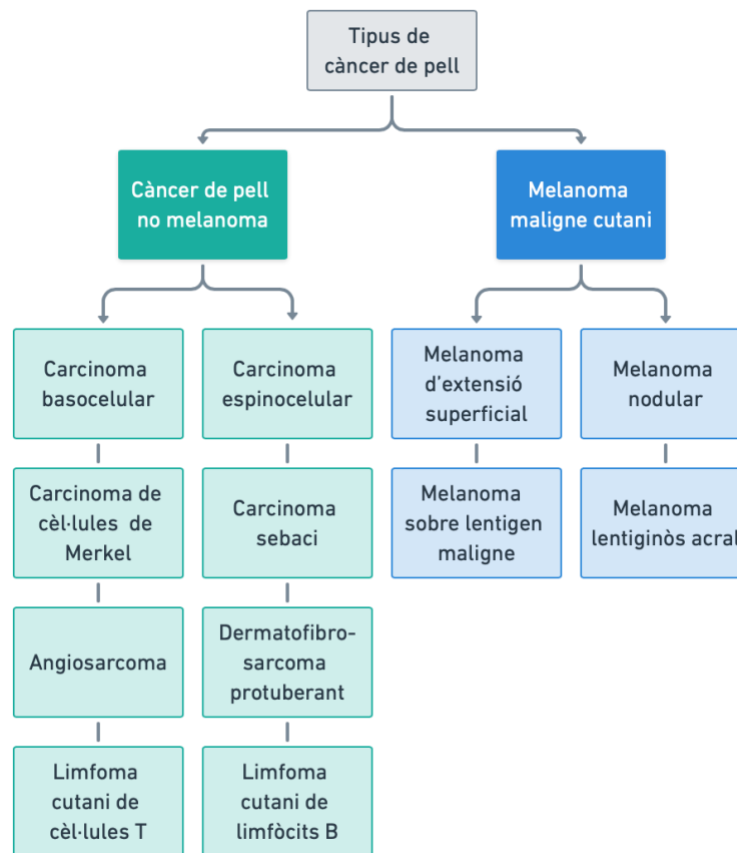 Tipus de
càncer de pell
Càncer de pell
no melanoma
Melanoma
maligne cutani
Carcinoma
basocelular
Carcinoma
espinocelular
Melanoma
d'extensió
superficial
Melanoma
nodular
Carcinoma de
cèl·lules de
Merkel
Carcinoma
sebaci
Melanoma
sobre lentigen
maligne
Melanoma
lentiginòs acral
Angiosarcoma
Dermatofibro-
sarcoma
protuberant
Limfoma
cutani de
cèl·lules T
Limfoma
cutani de
limfòcits B